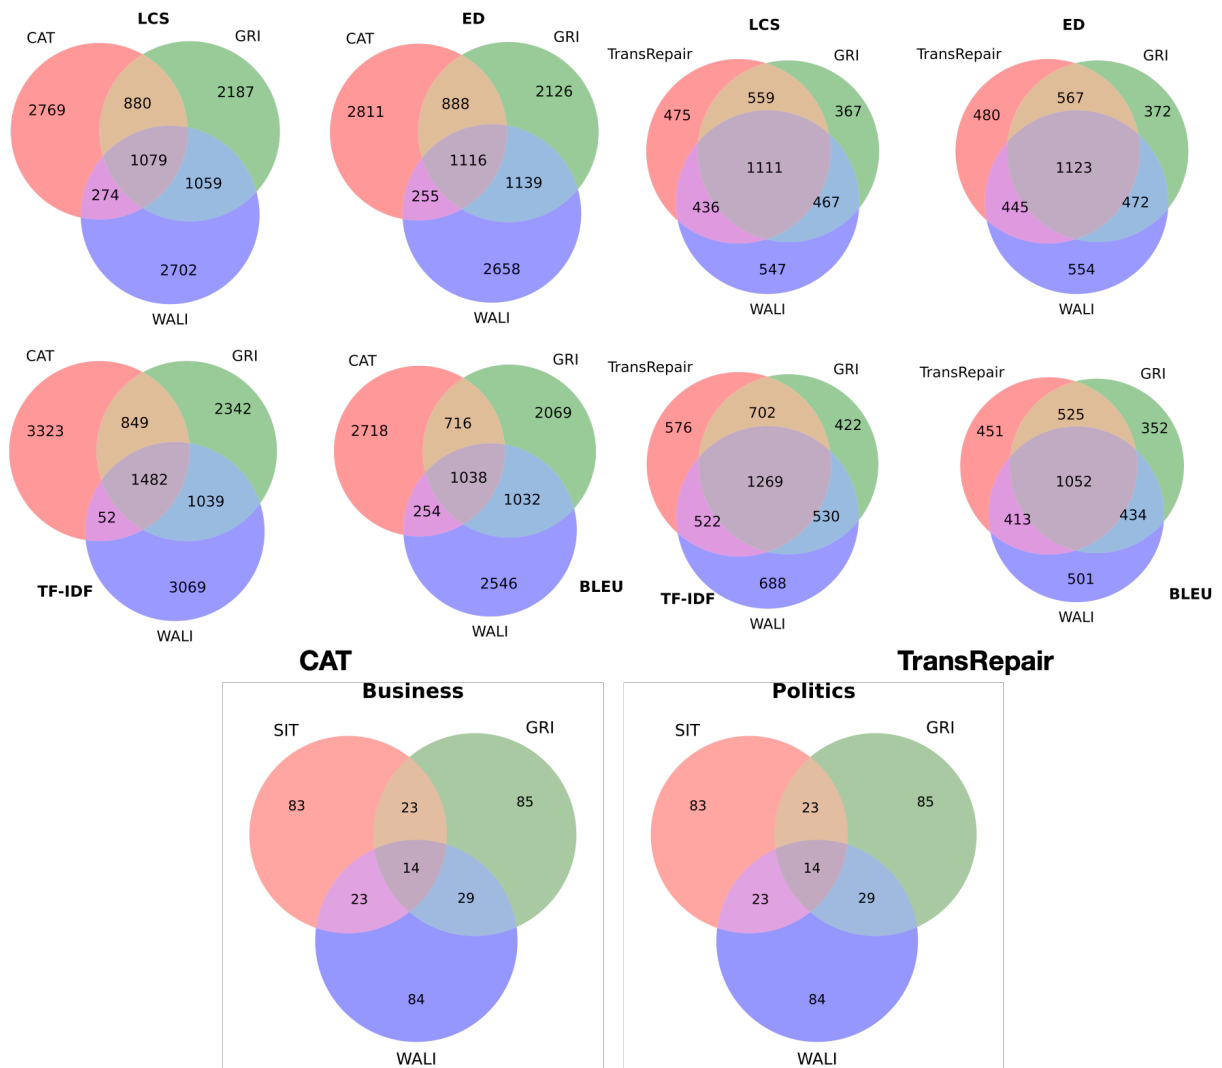 LCS
CAT
GRI
2769
880
2187
1079
274
1059
2702
WALI
ED
CAT
GRI
2811
888
2126
1116
255
1139
2658
WALI
LCS
TransRepair
GRI
475
559
367
1111
436
467
547
WALI
ED
TransRepair
GRI
480
567
372
1123
445
472
554
WALI
CAT
GRI
3323
849
2342
1482
52
1039
3069
TF-IDF
WALI
CAT
GRI
2718
716
2069
1038
254
1032
2546
BLEU
WALI
TransRepair
GRI
576
702
422
1269
522
530
688
TF-IDF
WALI
TransRepair
GRI
451
525
352
1052
413
434
501
BLEU
WALI
CAT
TransRepair
Business
SIT
GRI
83
23
85
14
23
29
84
WALI
Politics
SIT
GRI
83
23
85
14
23
29
84
WALI